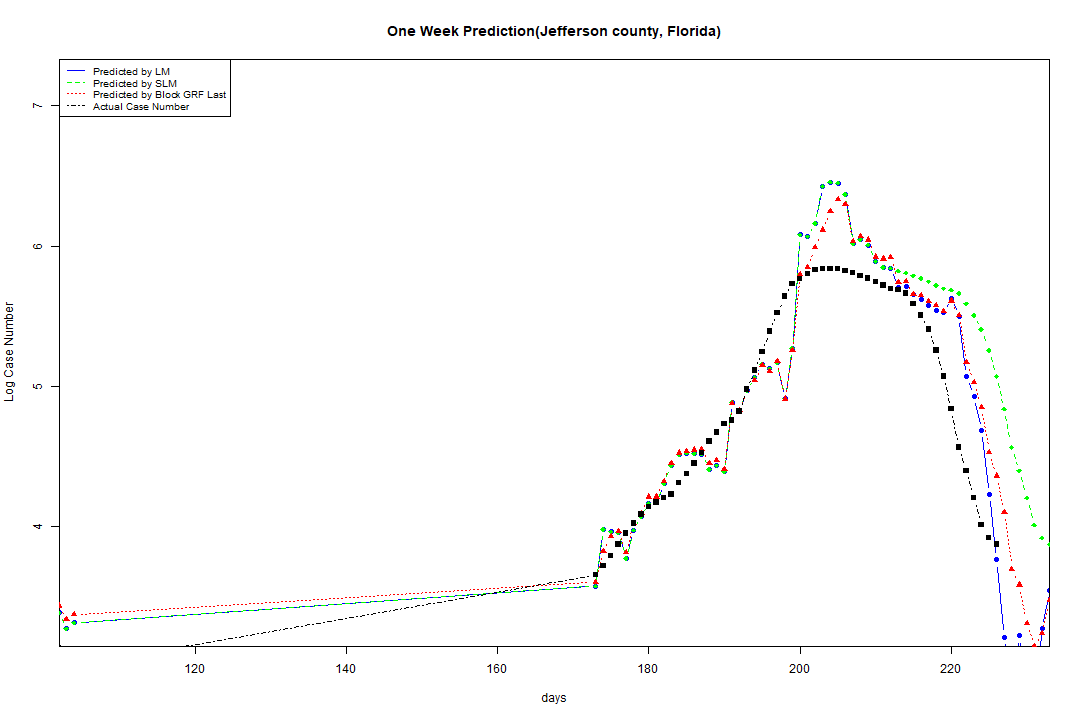 One Week Prediction(Jefferson county, Florida)
Predicted by LM
Predicted by SLM
Predicted by Block GRF Last
Actual Case Number
7
6
5
4
Log Case Number
120 140 160 180 200 220
days